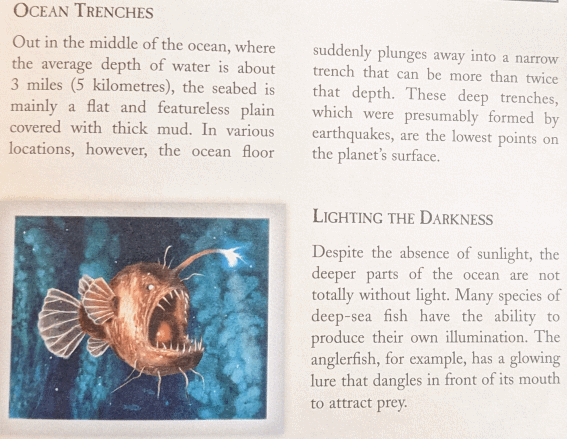 OCEAN TRENCHES
Out in the middle of the ocean, where
the average depth of water is about
3 miles (5 kilometres), the seabed is
mainly a flat and featureless plain
covered with thick mud. In various
locations, however, the ocean floor
suddenly plunges away into a narrow
trench that can be more than twice
that depth. These deep trenches,
which were presumably formed by
earthquakes, are the lowest points on
the planet's surface.
LIGHTING THE DARKNESS
Despite the absence of sunlight, the
deeper parts of the ocean are not
totally without light. Many species of
deep-sea fish have the ability to
produce their own illumination. The
anglerfish, for example, has a glowing
lure that dangles in front of its mouth
to attract prey.